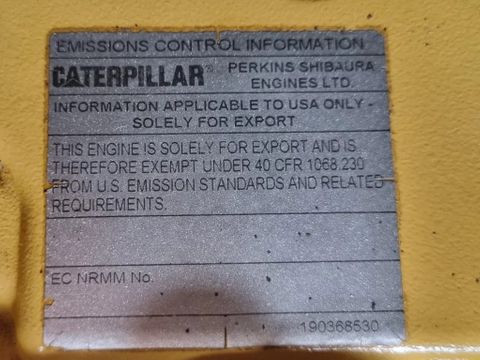 EMISSIONS CONTROL INFORMATION
CATERPILLAR
PERKINS SHIBAURA
ENGINES LTD.
INFORMATION APPLICABLE TO USA ONLY -
SOLELY FOR EXPORT
THIS ENGINE IS SOLELY FOR EXPORT AND IS
THEREFORE EXEMPT UNDER 40 CFR 1068.230
FROM U.S. EMISSION STANDARDS AND RELATED
REQUIREMENTS.
EC NRMM No.
190368530